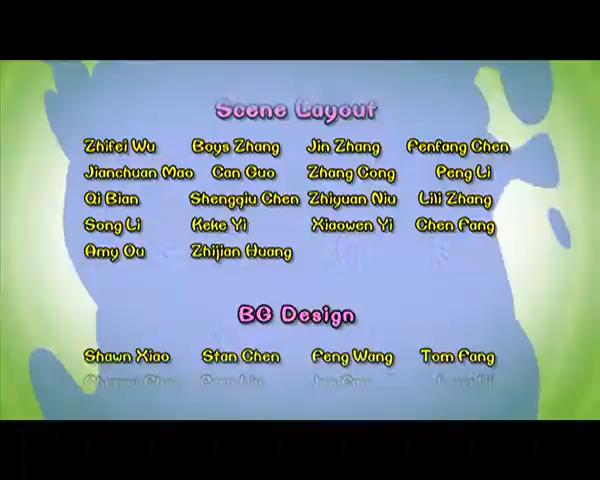 Scene Layout
Zhifei Wu Boys Zhang Jin Zhang Fenfang Chen
Jianchuan Mao Can Guo Zhang Cong Peng Li
Qi Bian Shengqiu Chen Zhiyuan Niu Lili Zhang
Song Li Keke Yi Xiaowen Yi Chen Fang
Amy Ou Zhijian Huang
BG Design
Shawn Xiao Stan Chen Feng Wang Tom Fang